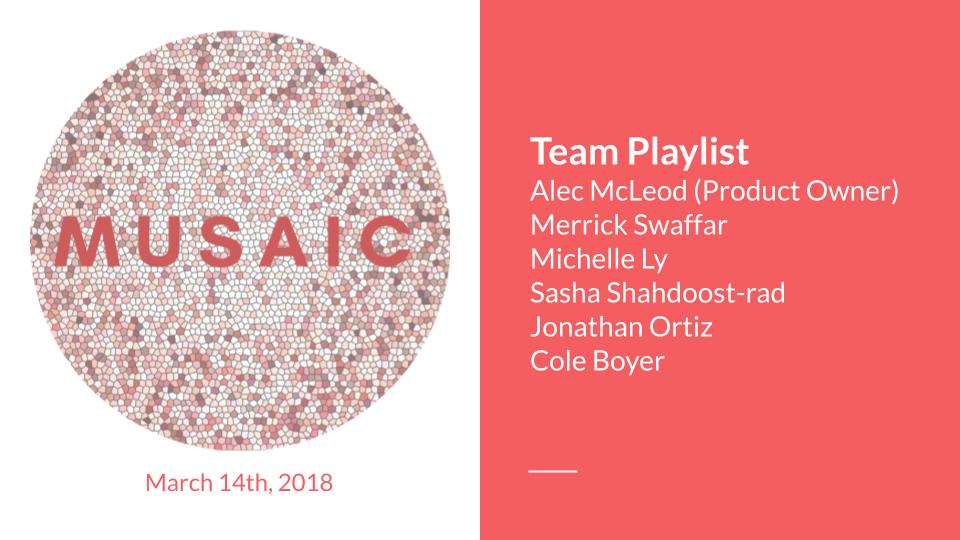 MUSAIC
March 14th, 2018
Team Playlist
Alec McLeod (Product Owner)
Merrick Swaffar
Michelle Ly
Sasha Shahdoost-rad
Jonathan Ortiz
Cole Boyer